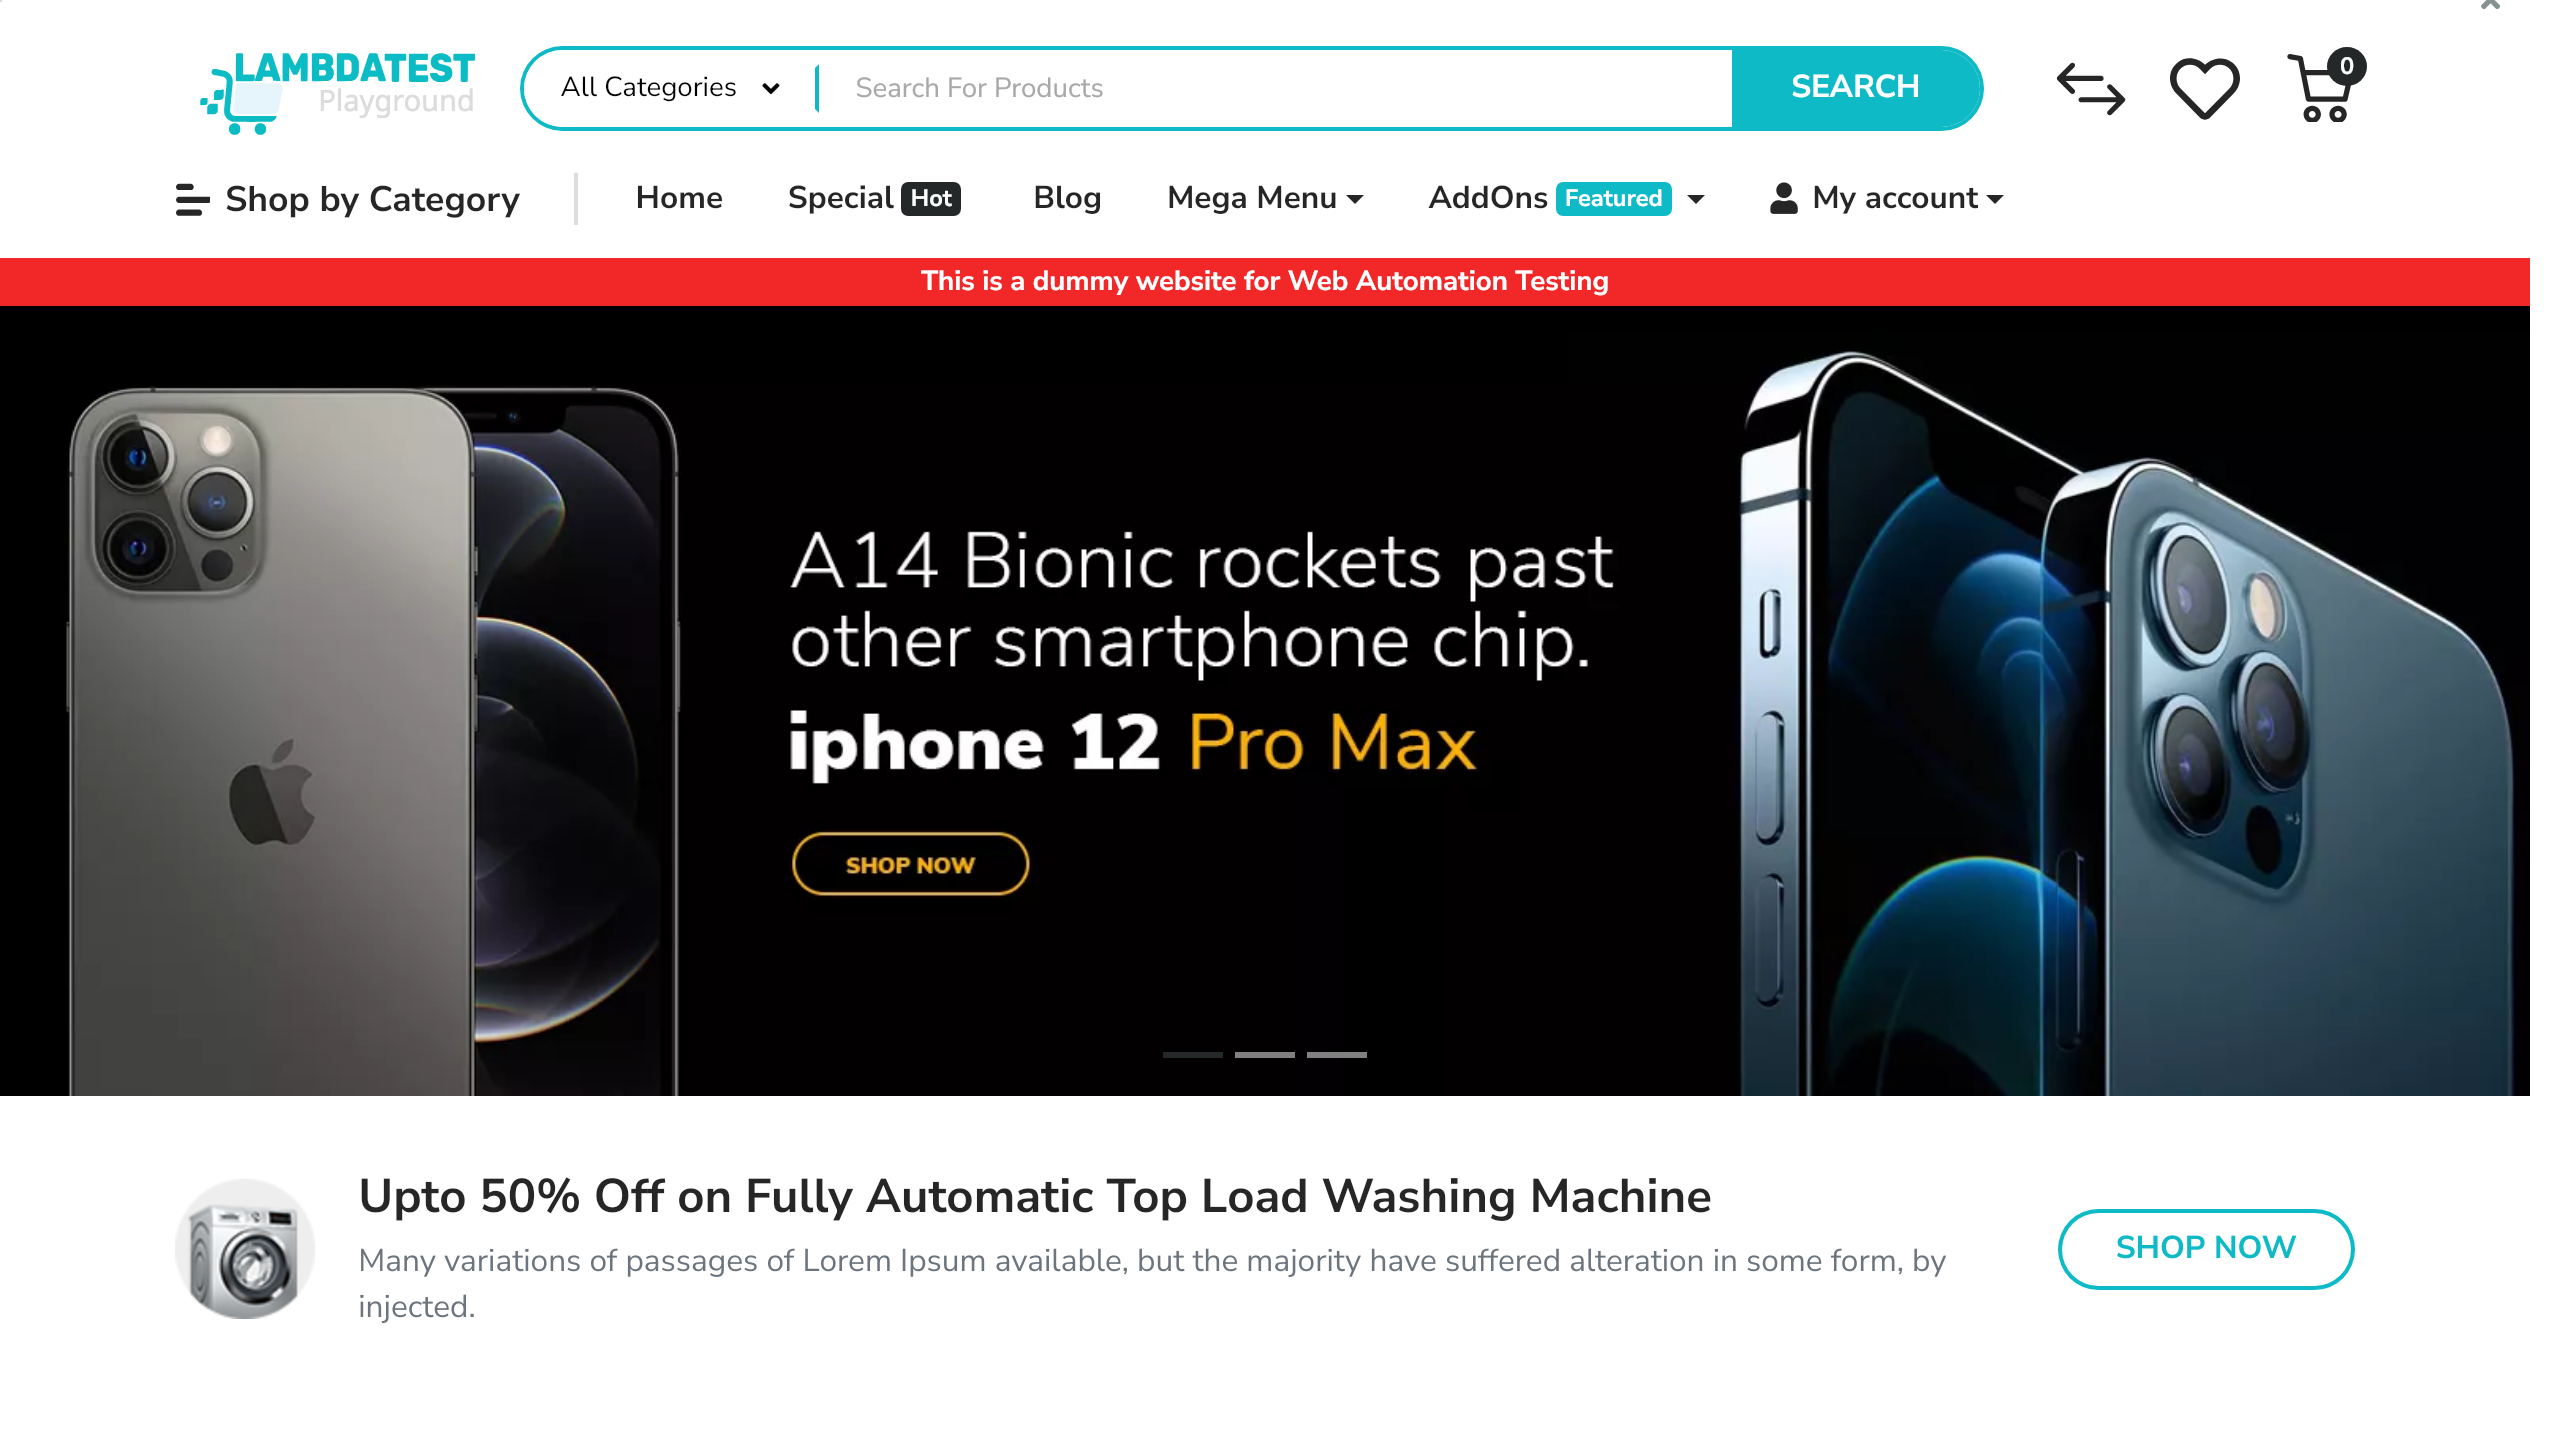 LAMBDATEST
Playground
All Categories
Search For Products
SEARCH
0
Shop by Category
Home
Special Hot
Blog
Mega Menu
AddOns Featured
My account
This is a dummy website for Web Automation Testing
A14 Bionic rockets past
other smartphone chip.
iphone 12 Pro Max
SHOP NOW
Upto 50% Off on Fully Automatic Top Load Washing Machine
Many variations of passages of Lorem Ipsum available, but the majority have suffered alteration in some form, by
injected.
SHOP NOW